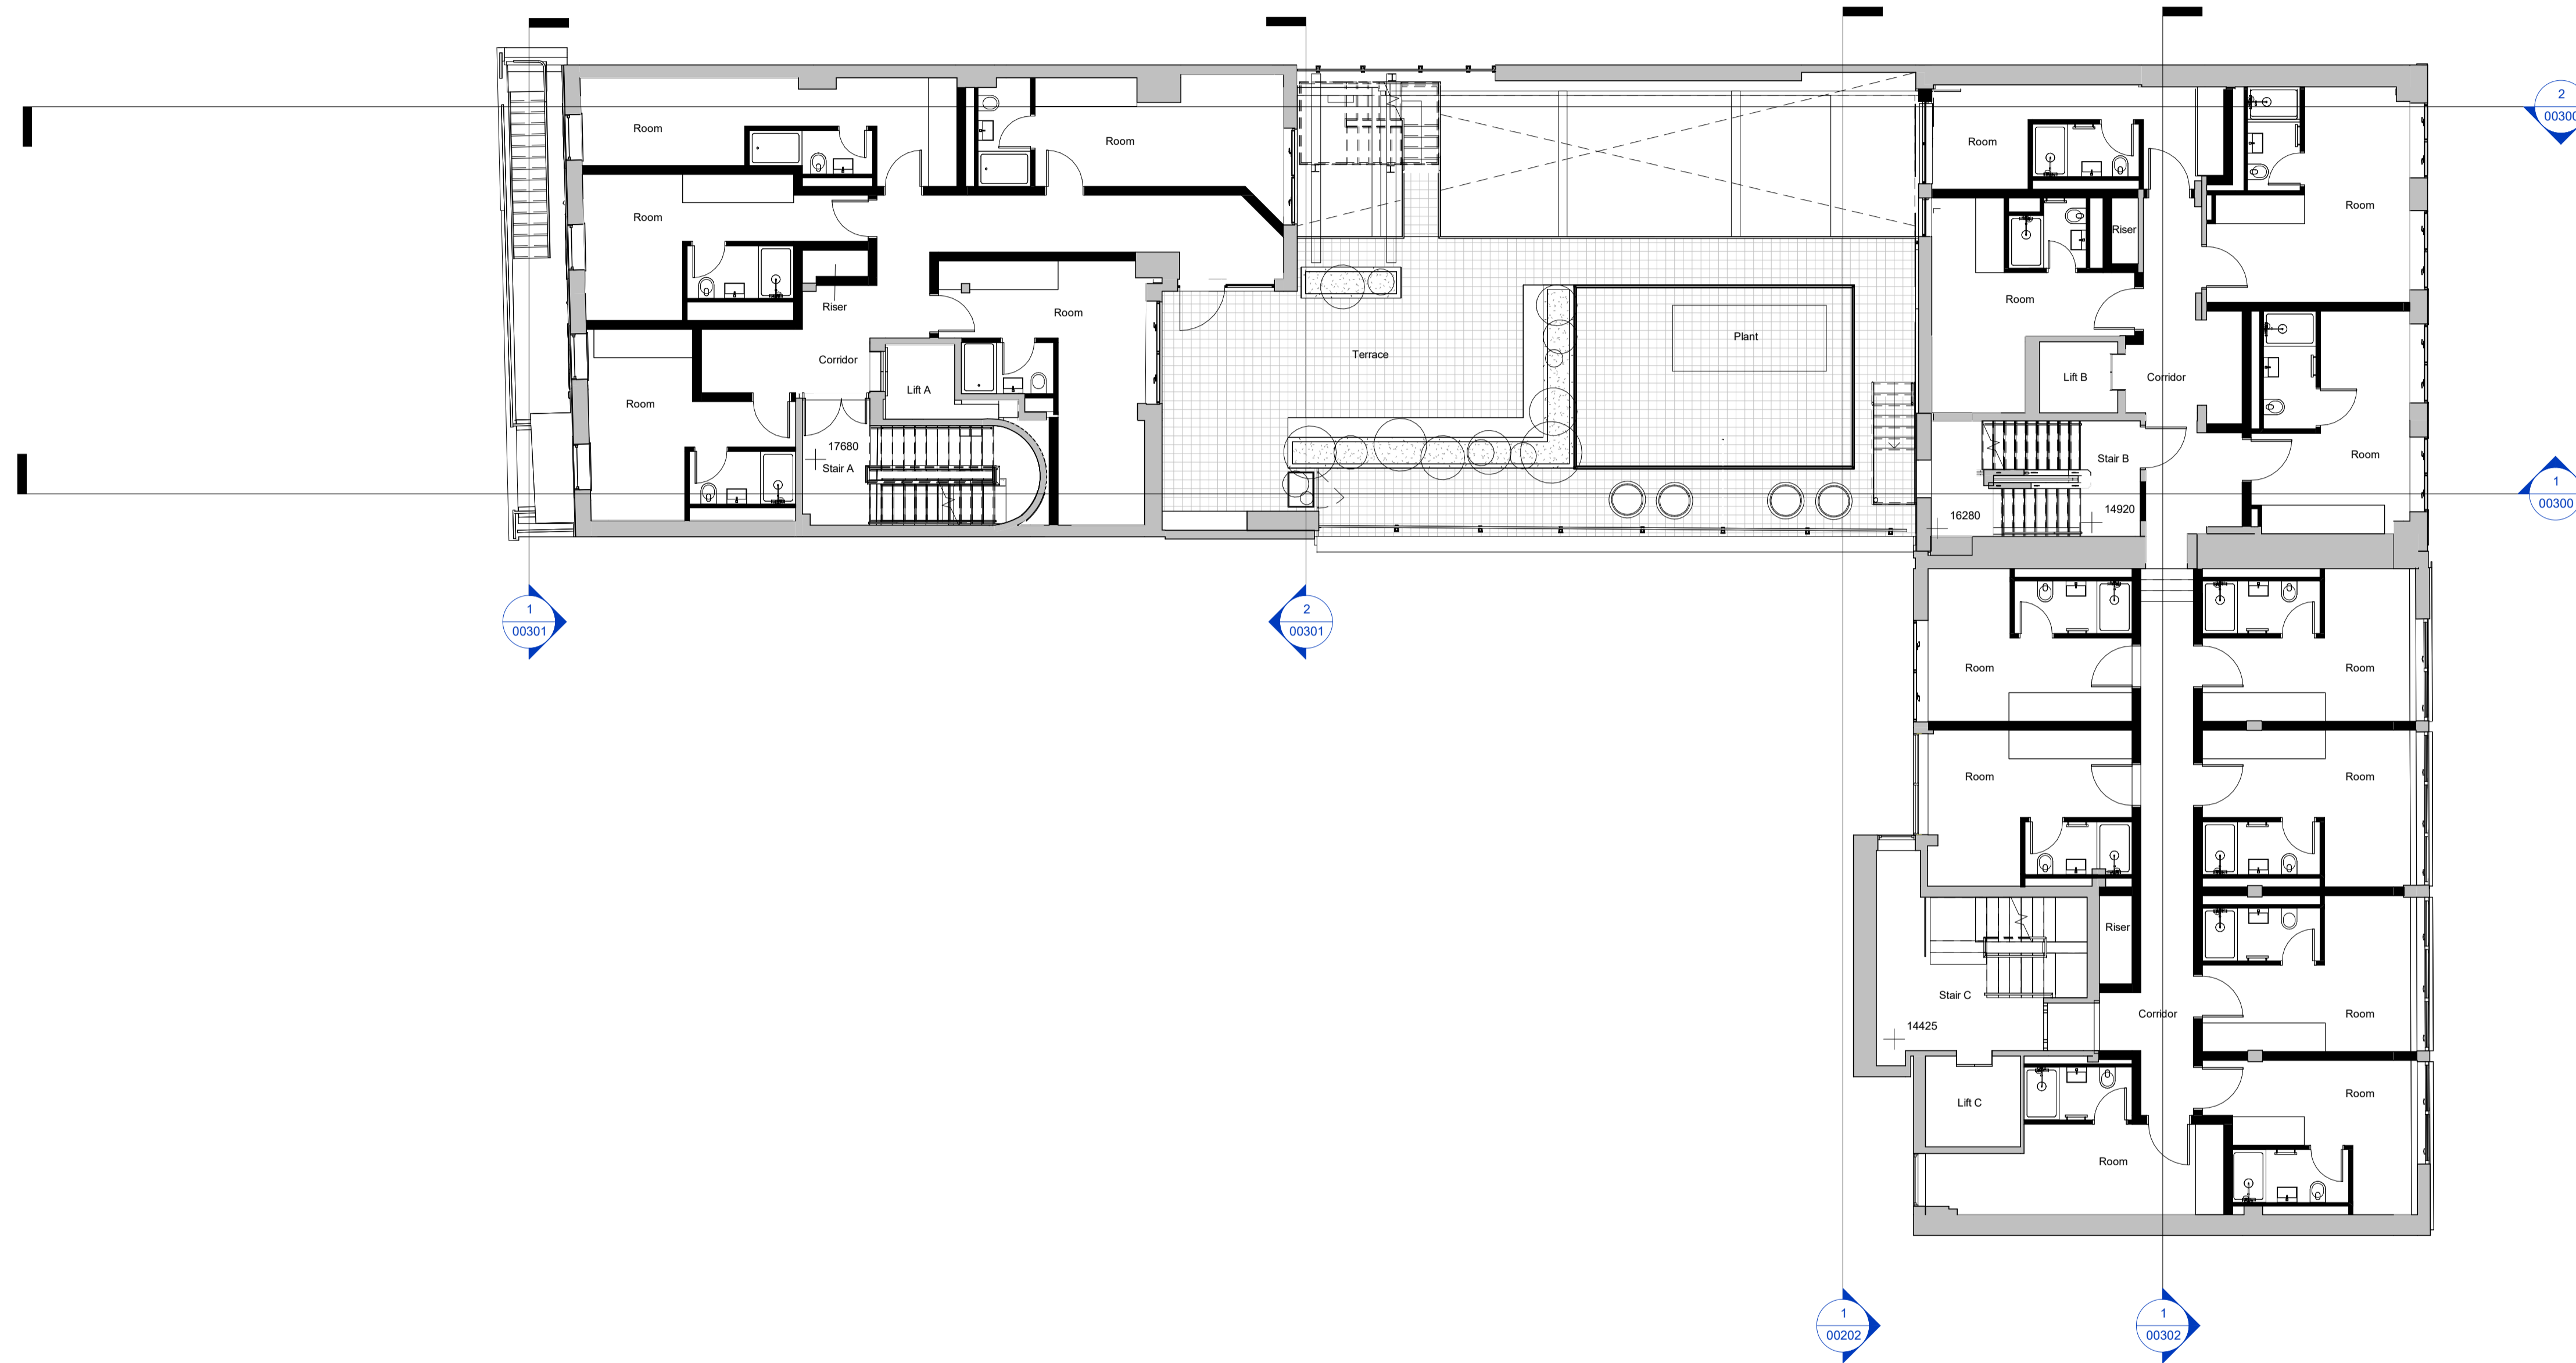 2
00300
Room
Room
Room
Room
Room
Room
Riser
Room
Riser
Room
Room
Plant
Terrace
Corridor
Lift A
Lift B
Corridor
Room
17680
Stair A
Stair B
Room
16280
14920
1
00300
1
00301
2
00301
Room
Room
Room
Room
Riser
Stair C
Corridor
Room
14425
Lift C
Room
Room
1
00202
1
00302